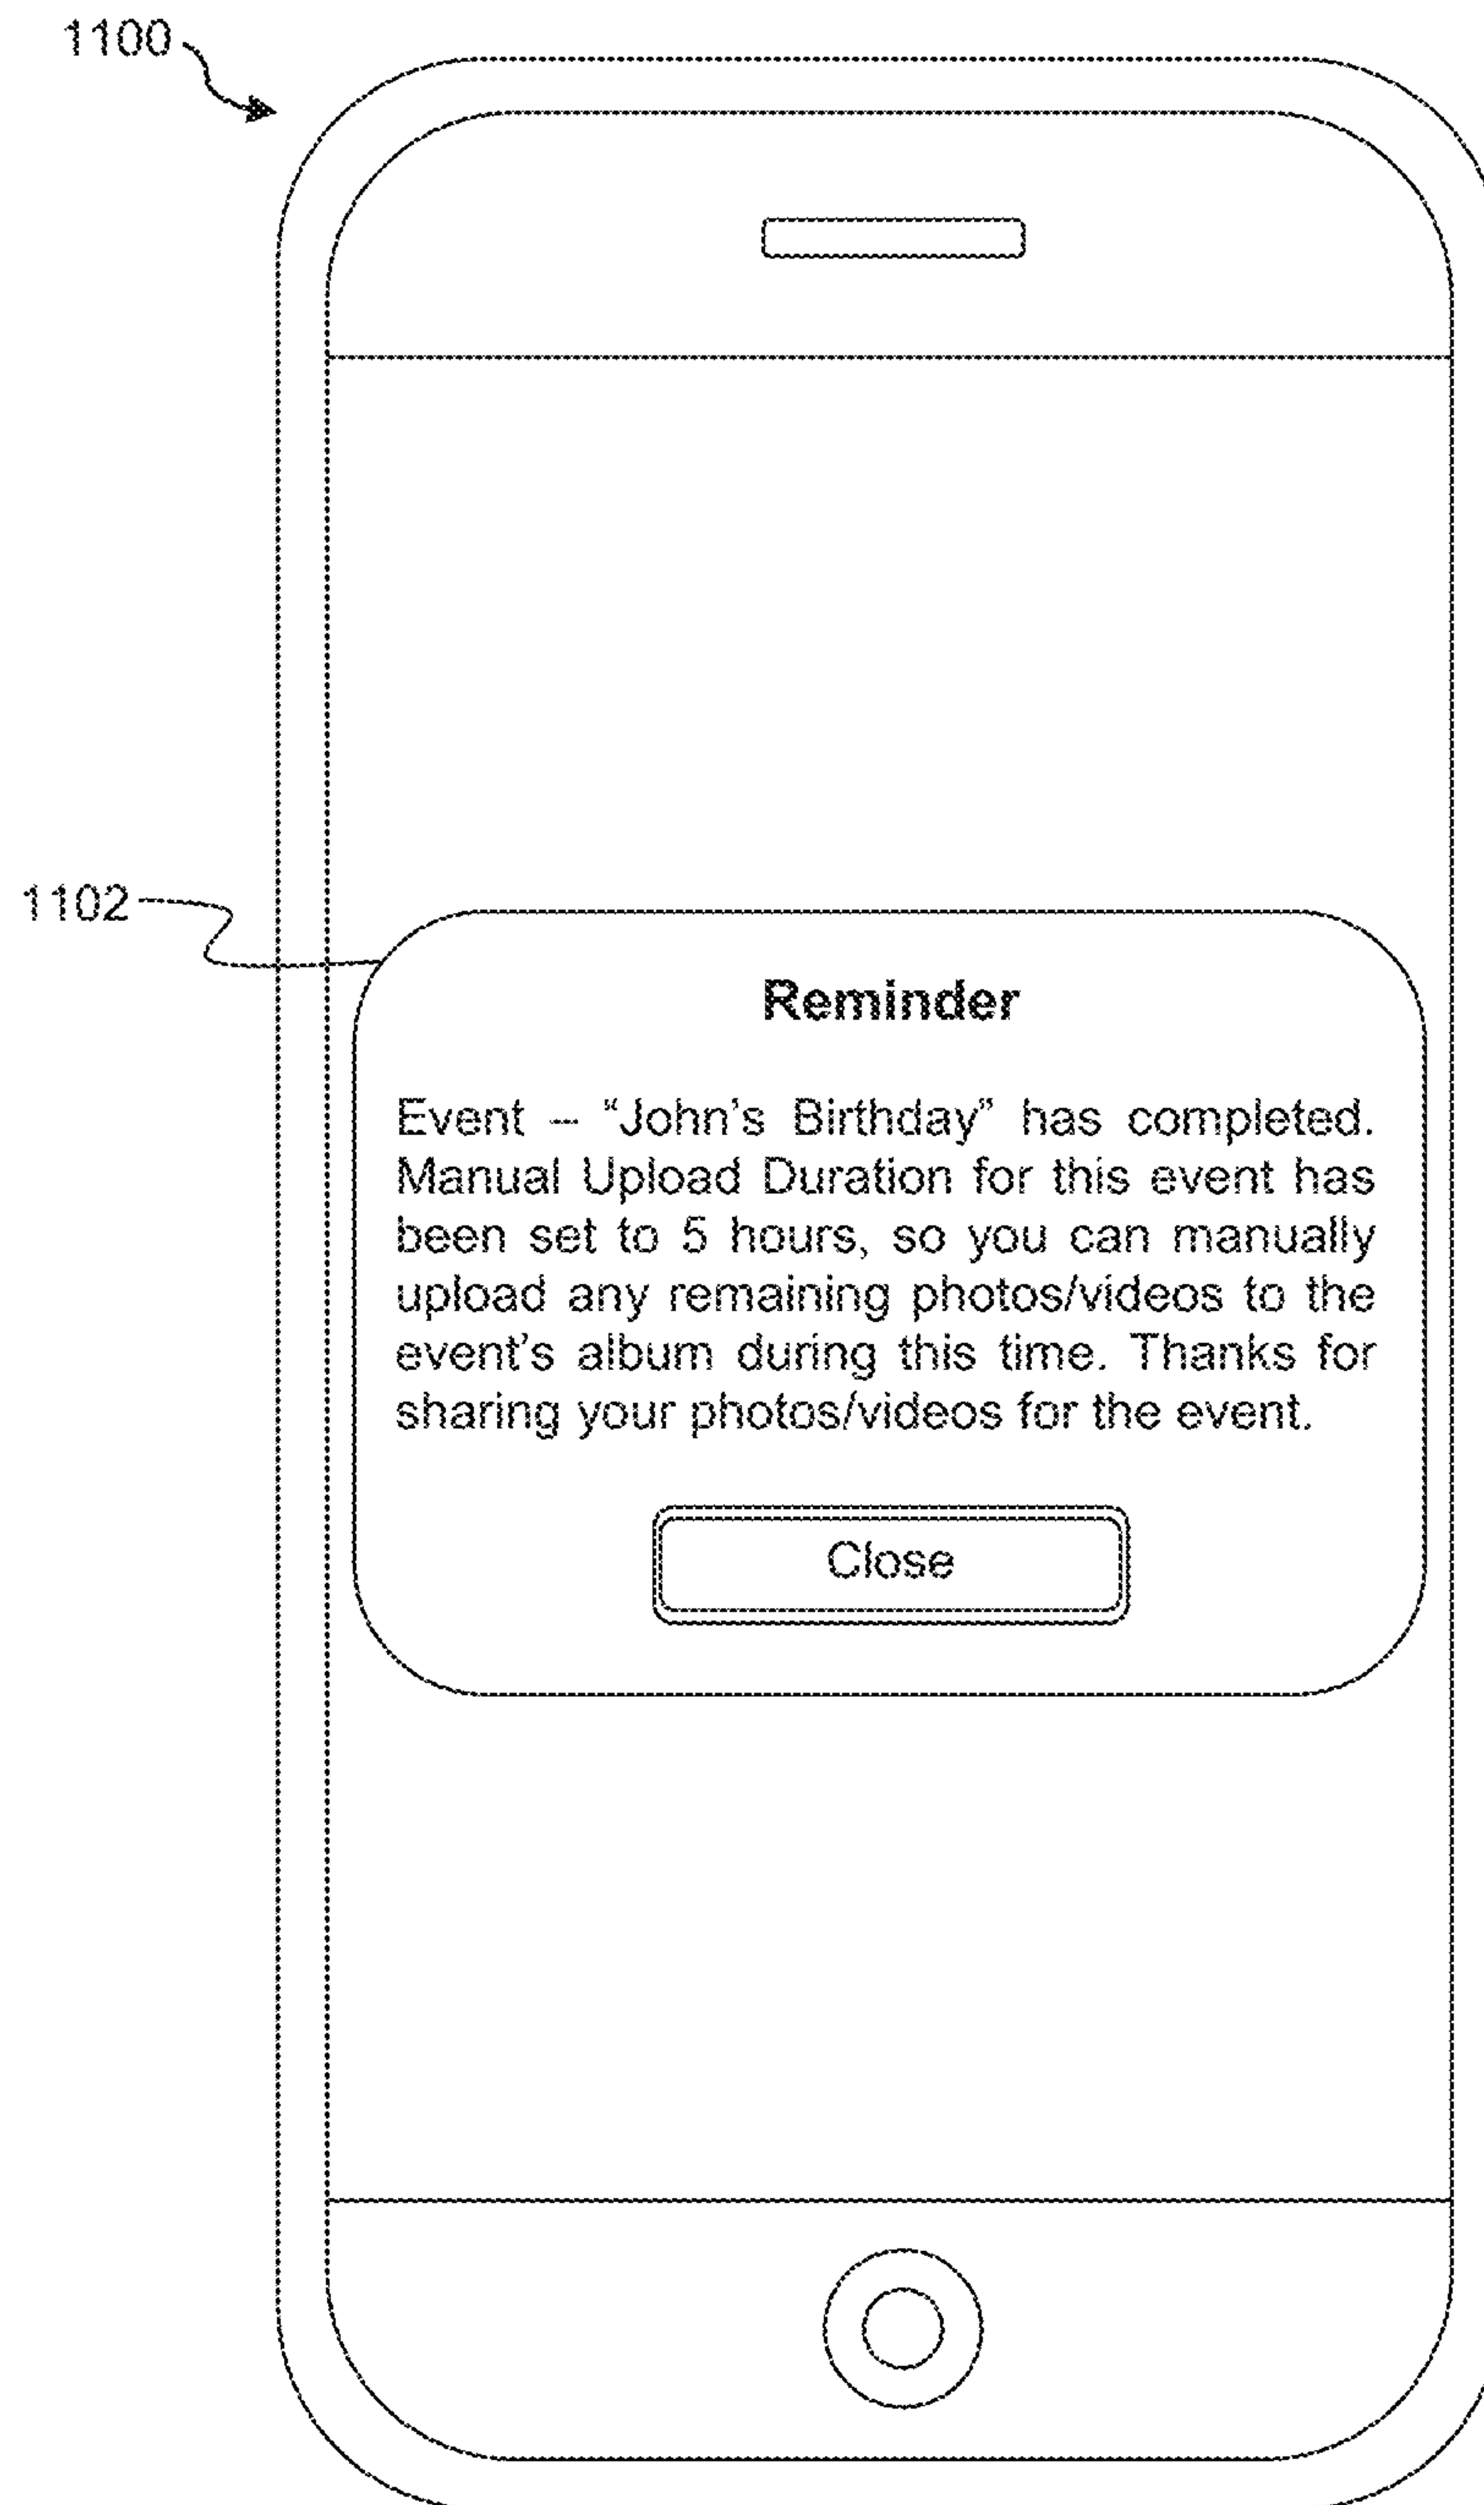 1100
1102
Reminder
Event – “John’s Birthday” has completed.
Manual Upload Duration for this event has
been set to 5 hours, so you can manually
upload any remaining photos/videos to the
event’s album during this time. Thanks for
sharing your photos/videos for the event.
Close